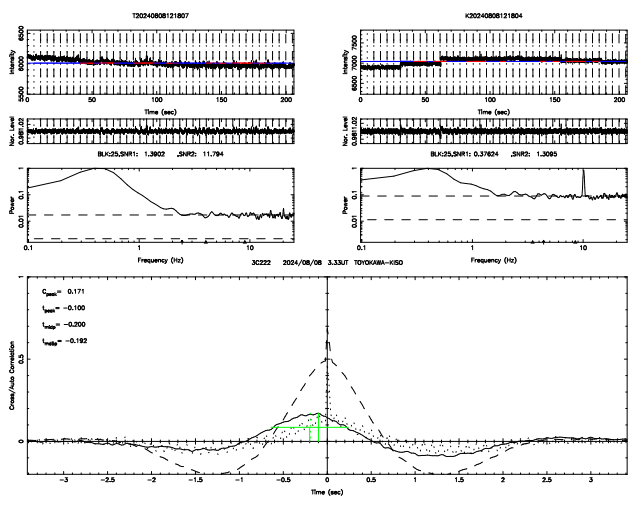 T20240808121807
K20240808121804
Intensity
5500
6000
6500
0
50
100
150
200
Time (sec)
Intensity
6500
7000
7500
0
50
100
150
200
Time (sec)
Nor. Level
Nor. Level
BLK:25,SNR1: 1.3902 ,SNR2: 11.794
BLK:25,SNR1: 0.37624 ,SNR2: 1.3095
Power
1
0.1
0.01
0.1
1
10
Frequency (Hz)
Power
1
0.1
0.01
0.1
1
10
Frequency (Hz)
3C222 2024/08/08 3.33UT TOYOKAWA-KISO
Cpeak= 0.171
tpeak= -0.100
tmidp= -0.200
Cross/Auto Correlation
1
0.5
0
-3
-2.5
-2
-1.5
-1
-0.5
0
0.5
1
1.5
2
2.5
3
Time (sec)